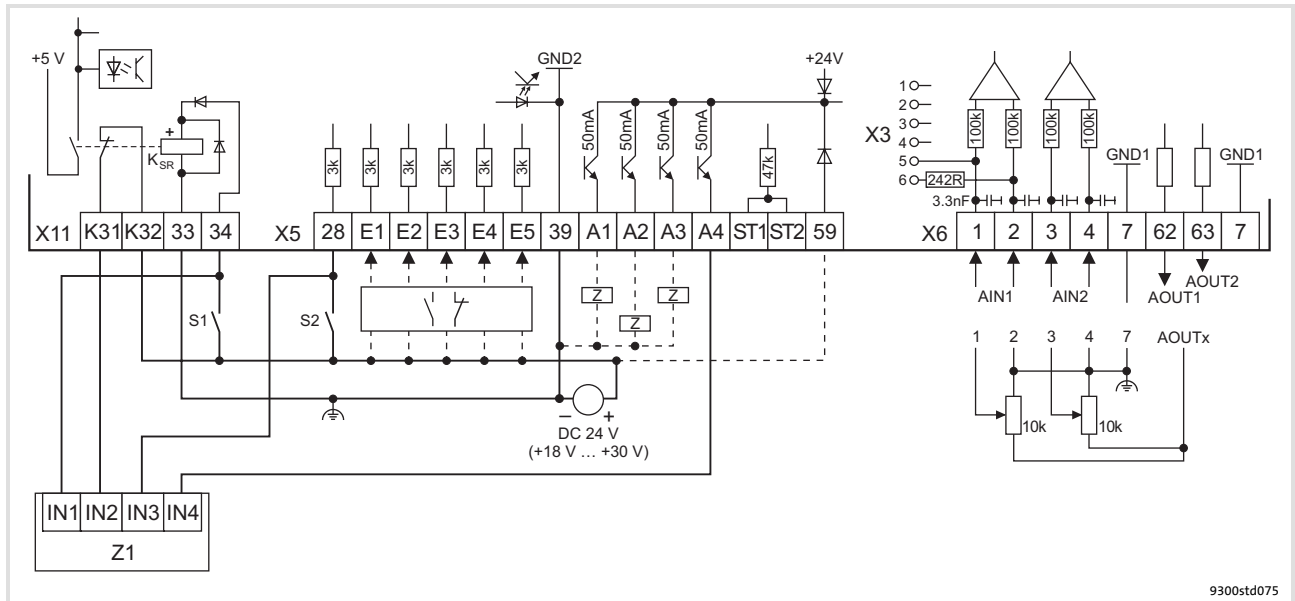 +5 V
GND2
+24V
+
K SR
3k 3k 3k 3k 3k 3k
50mA 50mA 50mA 50mA
47k
1
2
3
X3
4
5
6 242R
100k 100k 100k 100k
3.3nF
GND1
GND1
X11 K31 K32 33 34
X5 28 E1 E2 E3 E4 E5 39 A1 A2 A3 A4 ST1 ST2 59
X6 1 2 3 4 7 62 63 7
AIN1
AIN2
AOUT1
AOUT2
S1
S2
Z Z Z
1 2 3 4 7 AOUTx
10k 10k
– +
DC 24 V
(+18 V ... +30 V)
IN1 IN2 IN3 IN4
Z1
9300std075